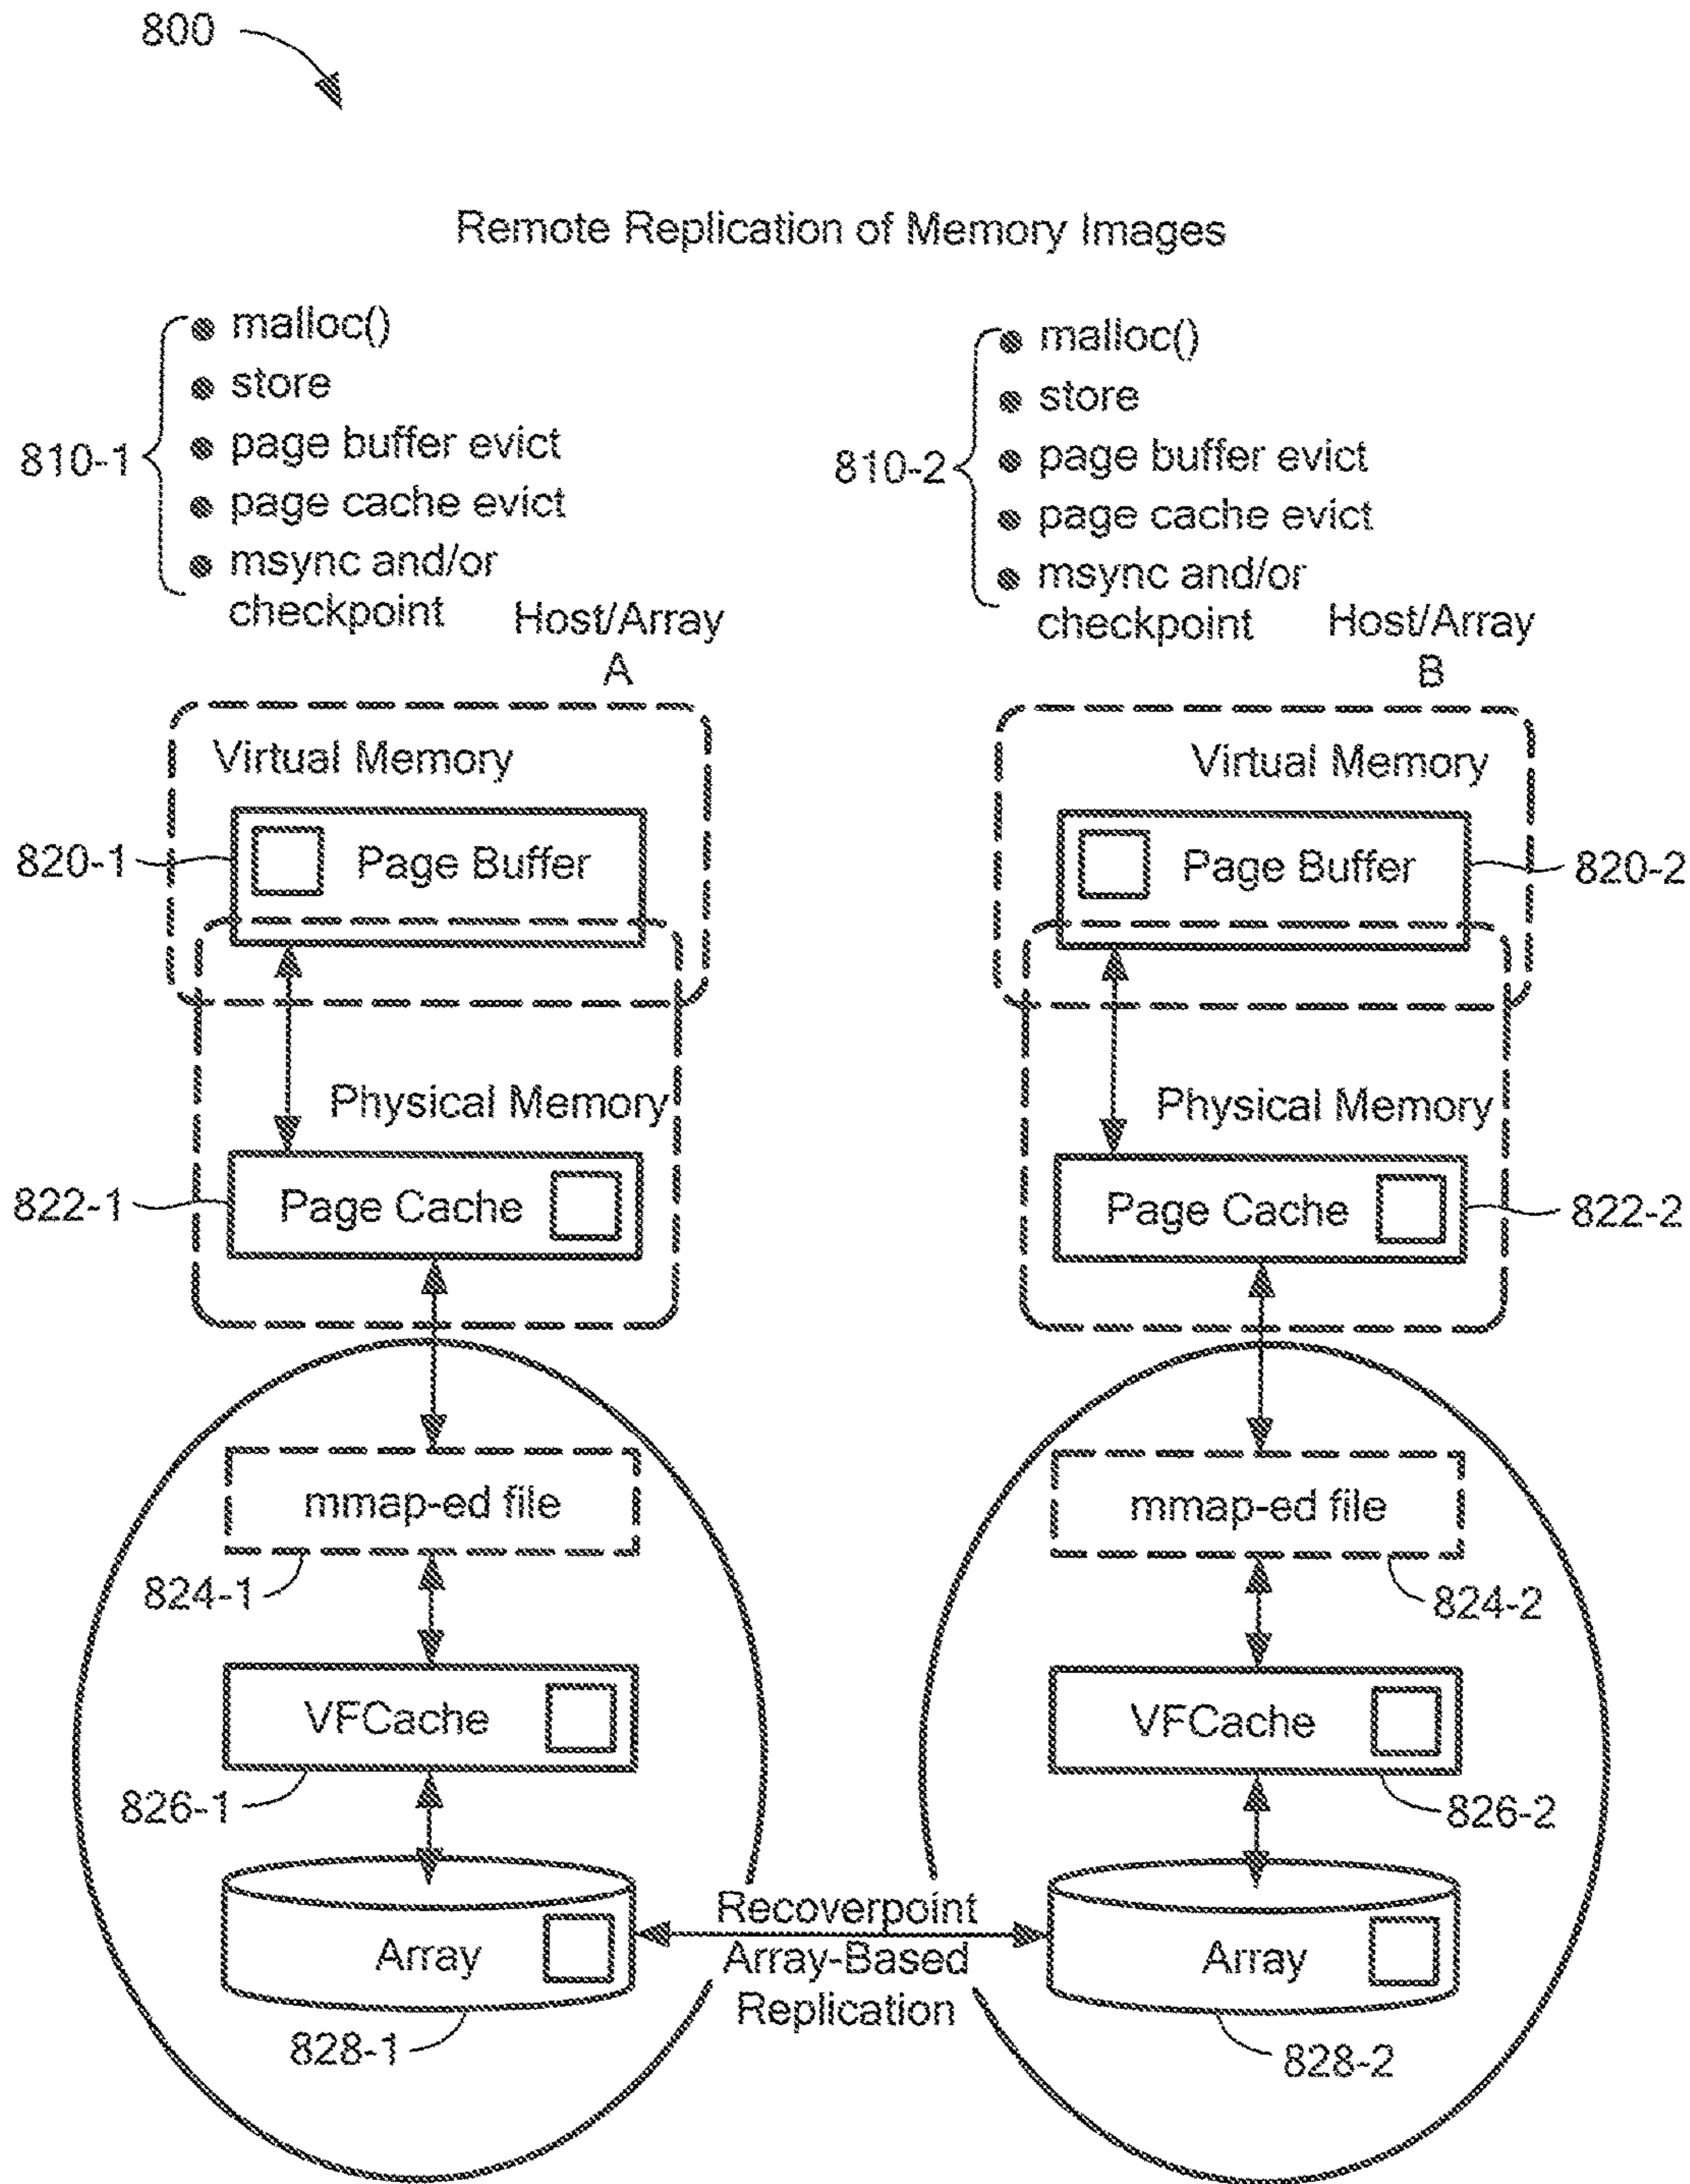 800
Remote Replication of Memory Images
malloc()
store
page buffer evict
page cache evict
msync and/or
checkpoint
810-1
Host/Array
A
malloc()
store
page buffer evict
page cache evict
msync and/or
checkpoint
810-2
Host/Array
B
Virtual Memory
820-1
Page Buffer
Physical Memory
822-1
Page Cache
mmap-ed file
824-1
VFCache
826-1
Array
828-1
Recoverpoint
Array-Based
Replication
Virtual Memory
Page Buffer
820-2
Physical Memory
Page Cache
822-2
mmap-ed file
824-2
VFCache
826-2
Array
828-2